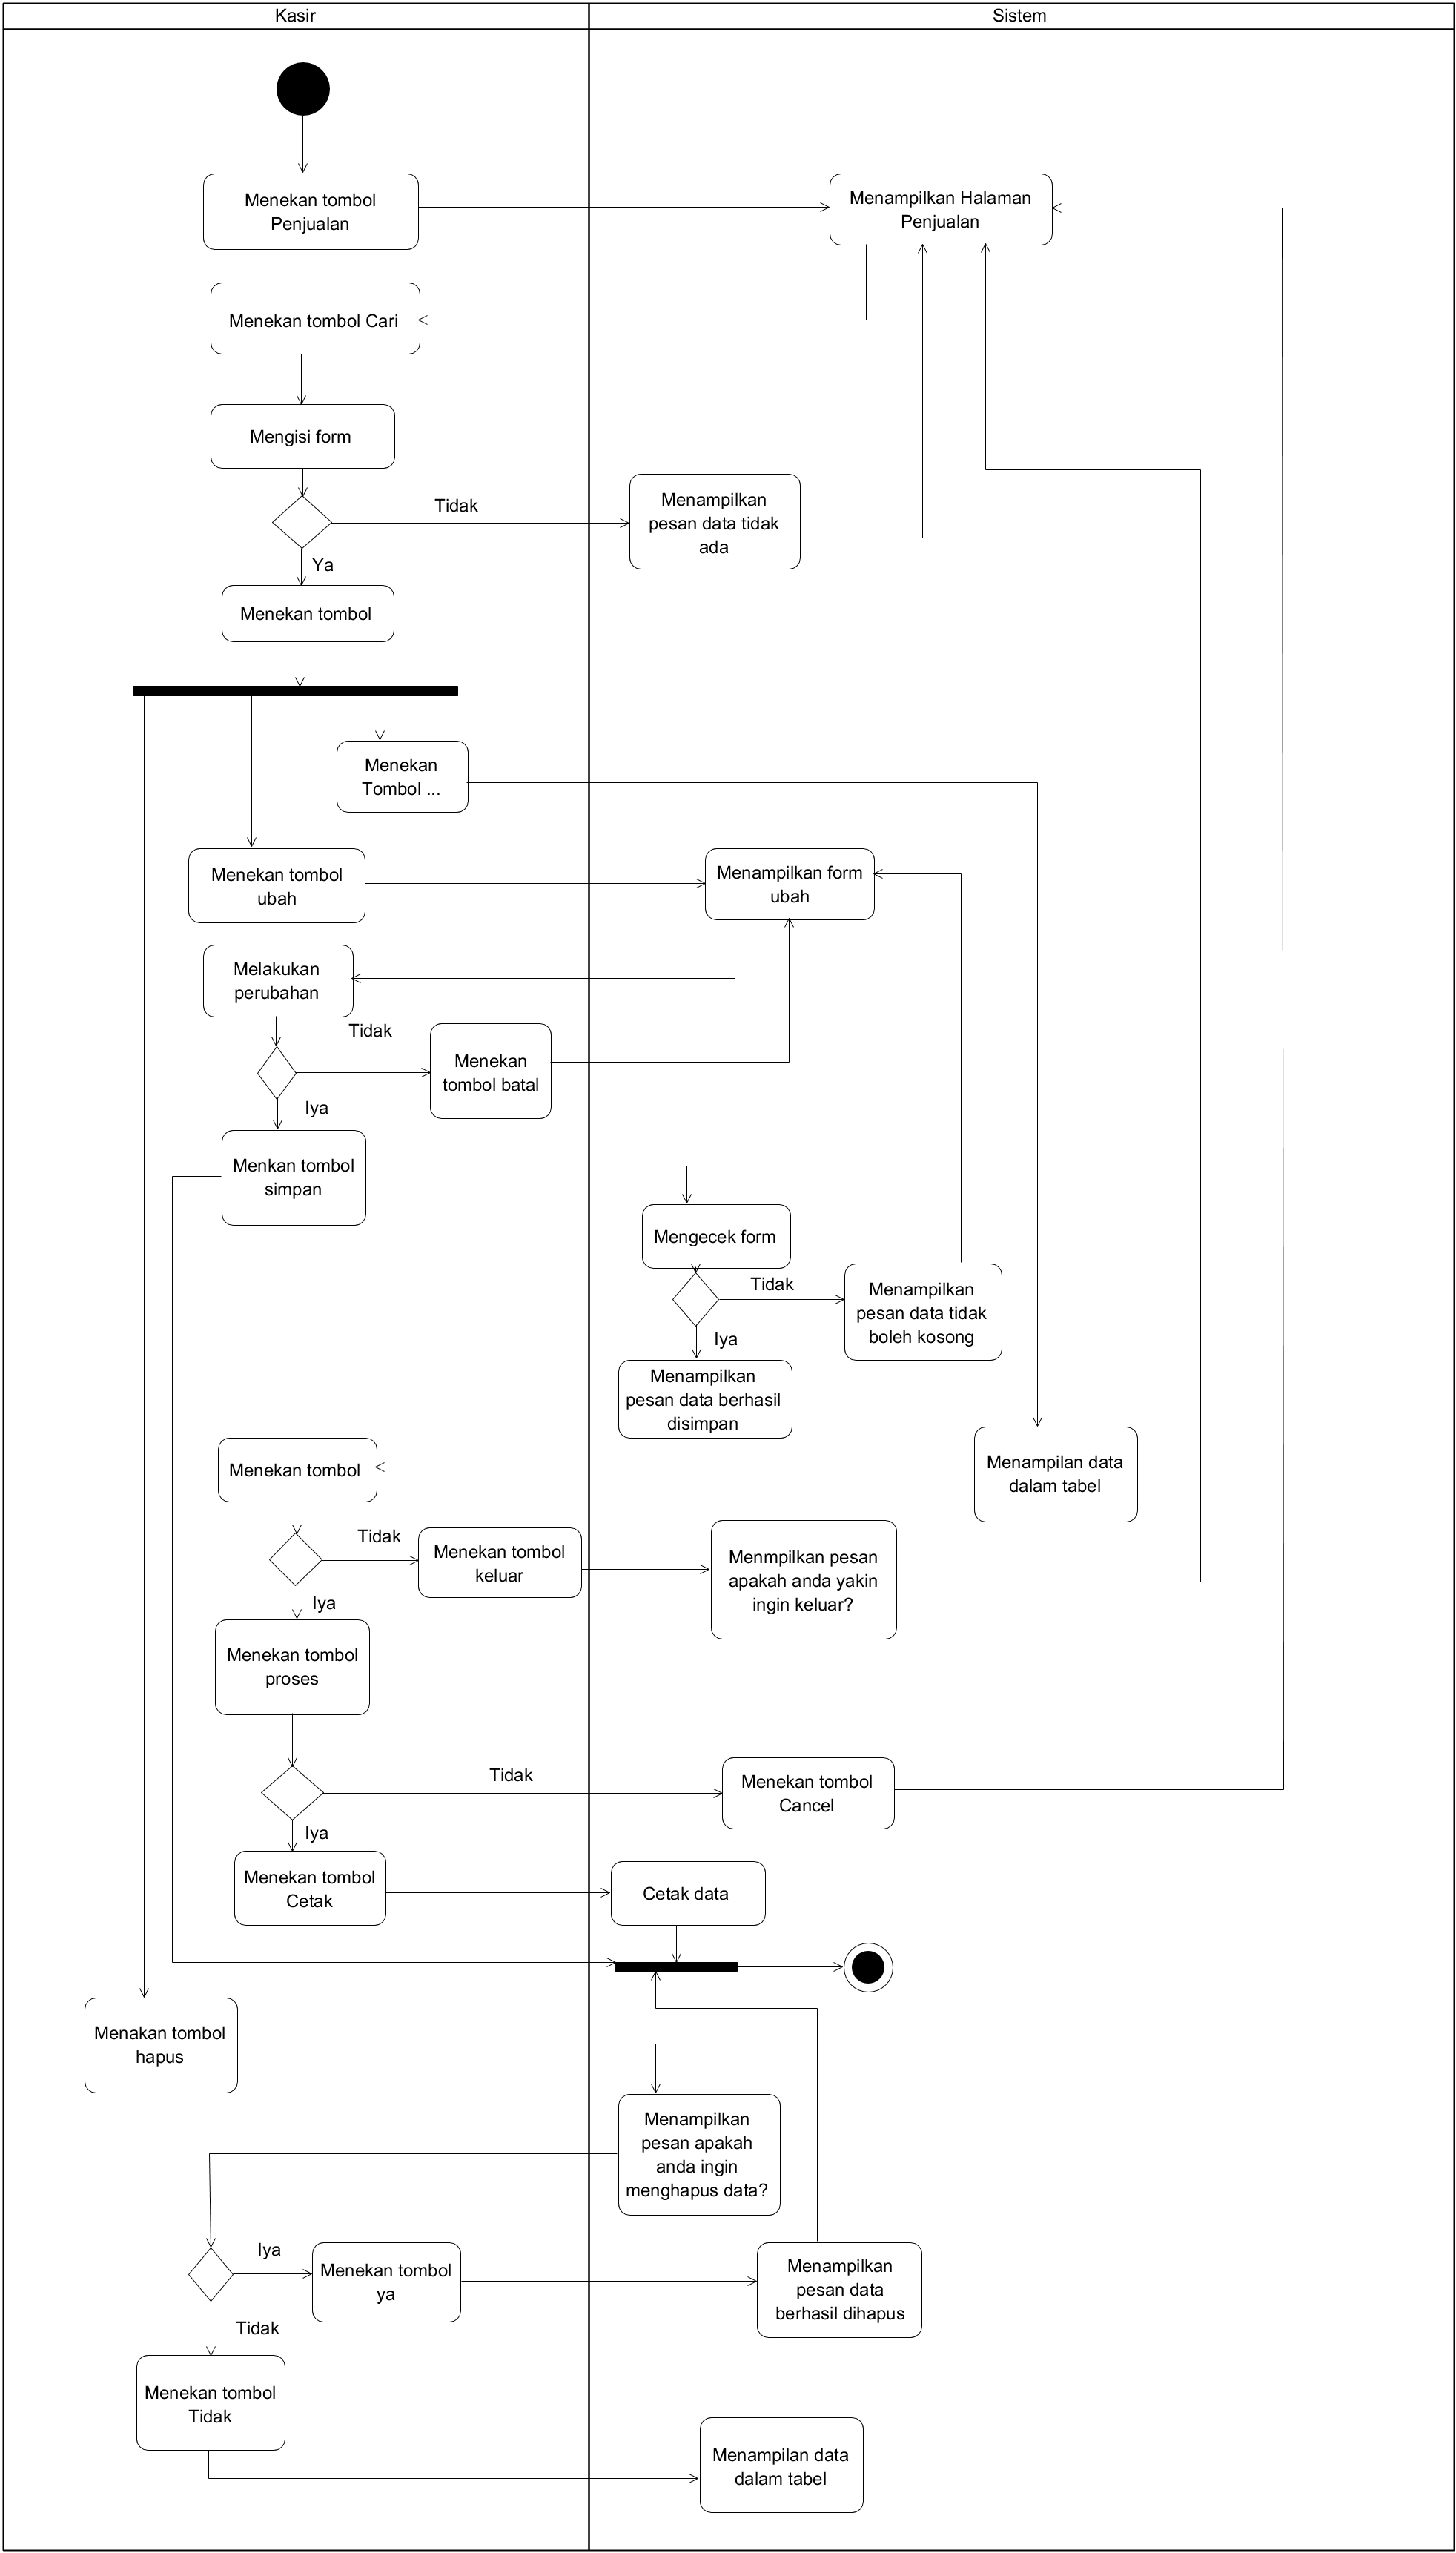 Kasir
Sistem
Menekan tombol
Penjualan
Menampilkan Halaman
Penjualan
Menekan tombol Cari
Mengisi form
Tidak
Menampilkan
pesan data tidak
ada
Ya
Menekan tombol
Menekan
Tombol ...
Menekan tombol
ubah
Menampilkan form
ubah
Melakukan
perubahan
Tidak
Menekan
tombol batal
Iya
Menkan tombol
simpan
Mengecek form
Tidak
Menampilkan
pesan data tidak
boleh kosong
Iya
Menampilkan
pesan data berhasil
disimpan
Menekan tombol
Menampilan data
dalam tabel
Tidak
Menekan tombol
keluar
Menmpilkan pesan
apakah anda yakin
ingin keluar?
Iya
Menekan tombol
proses
Tidak
Menekan tombol
Cancel
Iya
Menekan tombol
Cetak
Cetak data
Menakan tombol
hapus
Menampilkan
pesan apakah
anda ingin
menghapus data?
Iya
Menekan tombol
ya
Menampilkan
pesan data
berhasil dihapus
Tidak
Menekan tombol
Tidak
Menampilan data
dalam tabel